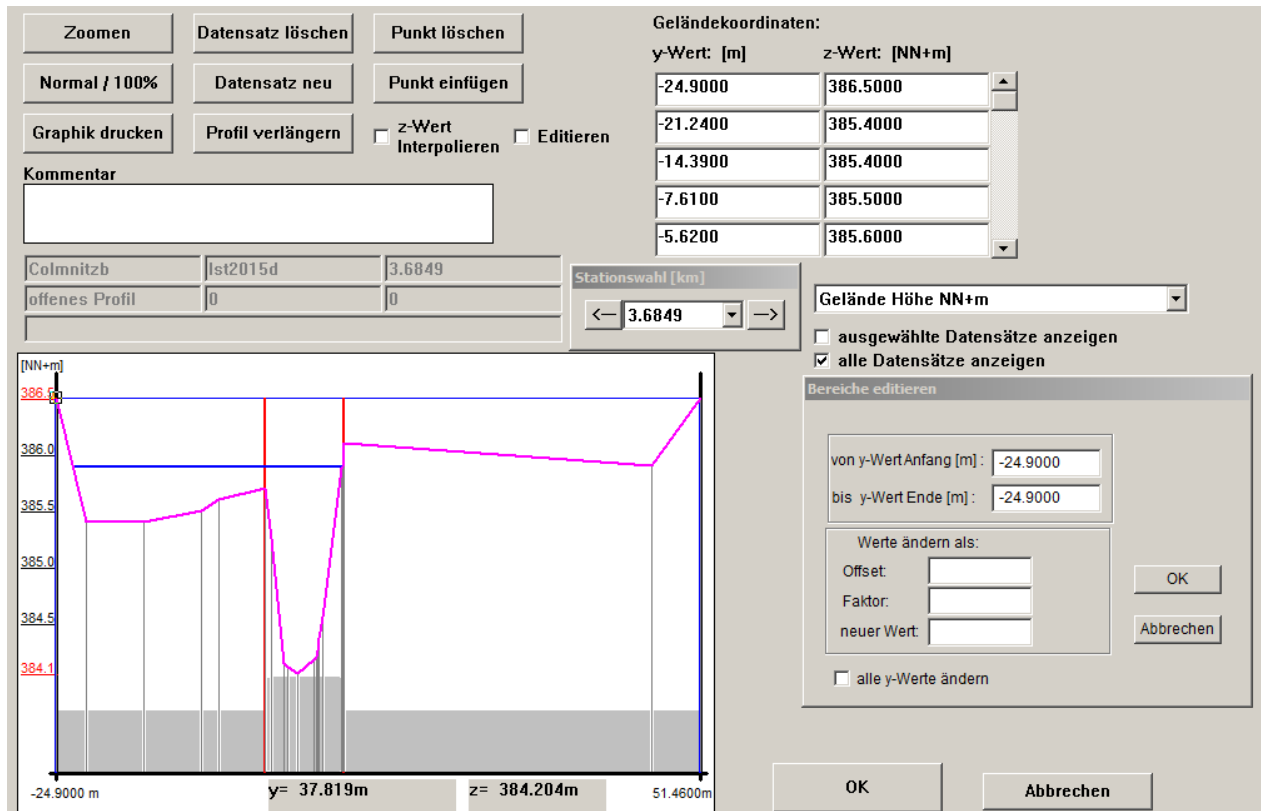 Zoomen Datensatz löschen Punkt löschen
Normal / 100% Datensatz neu Punkt einfügen
Graphik drucken Profil verlängern z-Wert Interpolieren Editieren
Kommentar
Geländekoordinaten:
y-Wert: [m] z-Wert: [NN+m]
-24.9000 386.5000
-21.2400 385.4000
-14.3900 385.4000
-7.6100 385.5000
-5.6200 385.6000
Colmnitzb Ist2015d 3.6849
offenes Profil 0 0
Stationswahl [km]
<— 3.6849 —>
Gelände Höhe NN+m
ausgewählte Datensätze anzeigen
alle Datensätze anzeigen
[NN+m]
386.5
386.0
385.5
385.0
384.5
384.1
-24.9000 m y= 37.819m z= 384.204m 51.4600m
Bereiche editieren
von y-Wert Anfang [m] : -24.9000
bis y-Wert Ende [m] : -24.9000
Werte ändern als:
Offset:
Faktor:
neuer Wert:
OK
Abbrechen
alle y-Werte ändern
OK Abbrechen